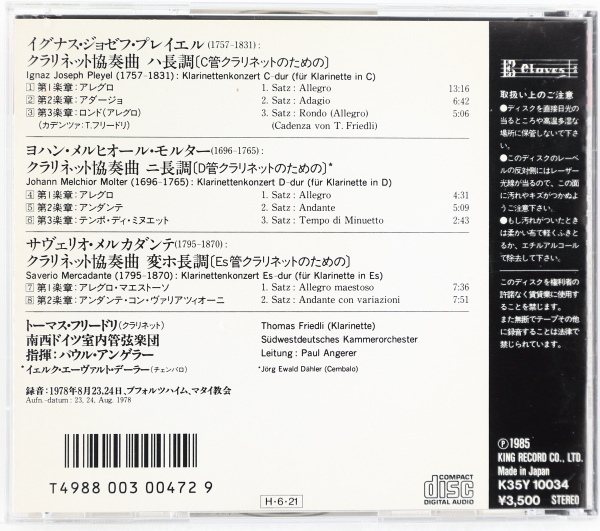 イグナス・ジョゼフ・プレイエル(1757-1831):
クラリネット協奏曲 ハ長調[C管クラリネットのための]
Ignaz Joseph Pleyel (1757-1831) : Klarinettenkonzert C-dur (für Klarinette in C)
1 第1楽章:アレグロ 1. Satz : Allegro 13:16
2 第2楽章:アダージョ 2. Satz : Adagio 6:42
3 第3楽章:ロンド(アレグロ) 3. Satz : Rondo (Allegro) 5:06
(カデンツァ:T.フリードリ) (Cadenza von T. Friedli)
ヨハン・メルヒオール・モルター(1696-1765):
クラリネット協奏曲 ニ長調[D管クラリネットのための]*
Johann Melchior Molter (1696-1765) : Klarinettenkonzert D-dur (für Klarinette in D)
4 第1楽章:アレグロ 1. Satz : Allegro 4:31
5 第2楽章:アンダンテ 2. Satz : Andante 5:09
6 第3楽章:テンポ・ディ・ミヌエット 3. Satz : Tempo di Minuetto 2:43
サヴェリオ・メルカダンテ(1795-1870):
クラリネット協奏曲 変ホ長調[Es管クラリネットのための]
Saverio Mercadante (1795-1870) : Klarinettenkonzert Es-dur (für Klarinette in Es)
7 第1楽章:アレグロ・マエストーソ 1. Satz : Allegro maestoso 7:36
8 第2楽章:アンダンテ・コン・ヴァリアツィオーニ 2. Satz : Andante con variazioni 7:51
トーマス・フリードリ(クラリネット) Thomas Friedli (Klarinette)
南西ドイツ室内管弦楽団 Südwestdeutsches Kammerorchester
指揮:パウル・アンゲラー Leitung : Paul Angerer
*イェルク・エーヴァルト・デーラー(チェンバロ) *Jörg Ewald Dähler (Cembalo)
録音:1978年8月23,24日、プフォルツハイム、マタイ教会
Aufn.-datum : 23, 24, Aug. 1978
T4988 003 00472 9
H-6-21
COMPACT
disc
DIGITAL AUDIO
Claves
取扱い上のご注意
●ディスクを直接日光の
当るところや高温多湿な
場所に保管しないで下さ
い。
●このディスクのレーベ
ルの反対側にはレーザー
光線が当るので、この面
に汚れやキズがつかぬよ
うご注意下さい。
●もし汚れがついたとき
は柔かい布で軽くふきと
るか、エチルアルコール
で除去して下さい。
このディスクを権利者の
許諾なく賃貸業に使用す
ることを禁じます。
また無断でテープその他
に録音することは法律で
禁じられています。
Ⓟ1985
KING RECORD CO., LTD.
Made in Japan
K35Y 10034
¥3,500 STEREO